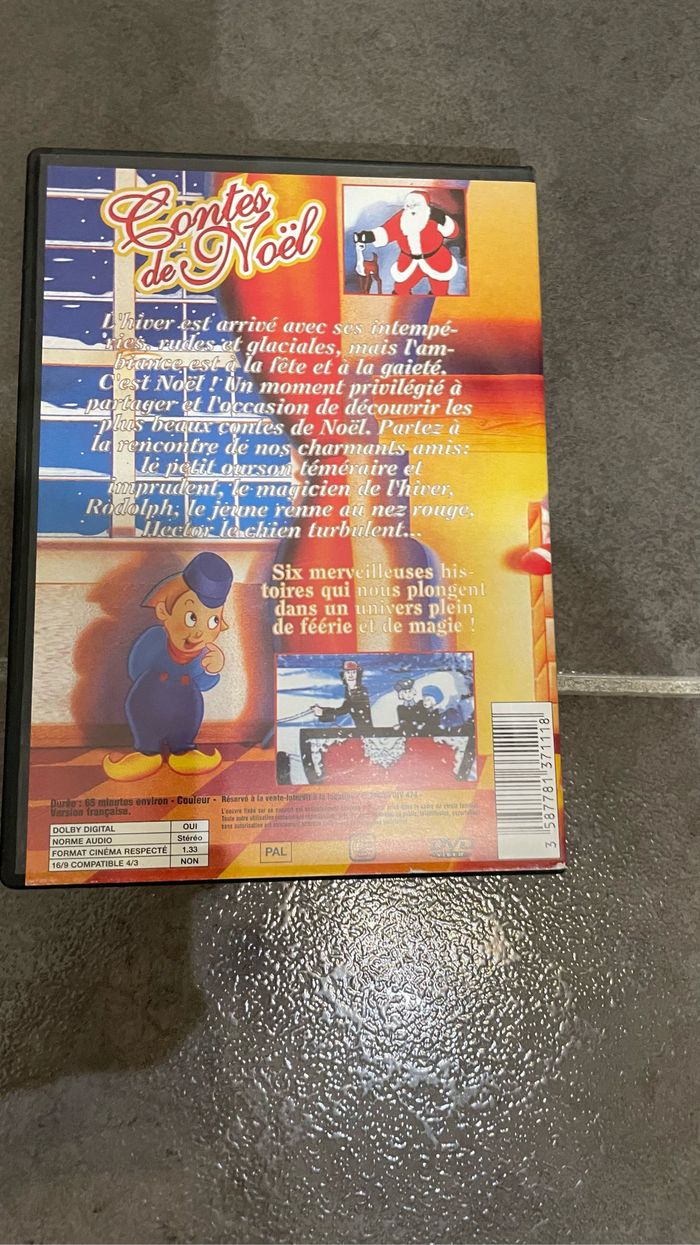 Contes
de Noël
L'hiver est arrivé avec ses intempé-
ries, rudes et glaciales, mais l'am-
biance est à la fête et à la gaieté.
C'est Noël ! Un moment privilégié à
partager et l'occasion de découvrir les
plus beaux contes de Noël. Partez à
la rencontre de nos charmants amis:
le petit ourson téméraire et
imprudent, le magicien de l'hiver,
Rodolph, le jeune renne au nez rouge,
Hector le chien turbulent...
Six merveilleuses his-
toires qui nous plongent
dans un univers plein
de féérie et de magie !
Durée : 65 minutes environ - Couleur - Réservé à la vente-
Version française.
DOLBY DIGITAL OUI
NORME AUDIO Stéréo
FORMAT CINÉMA RESPECTÉ 1.33
16/9 COMPATIBLE 4/3 NON
PAL
DVD
VIDEO
3 587781 371118